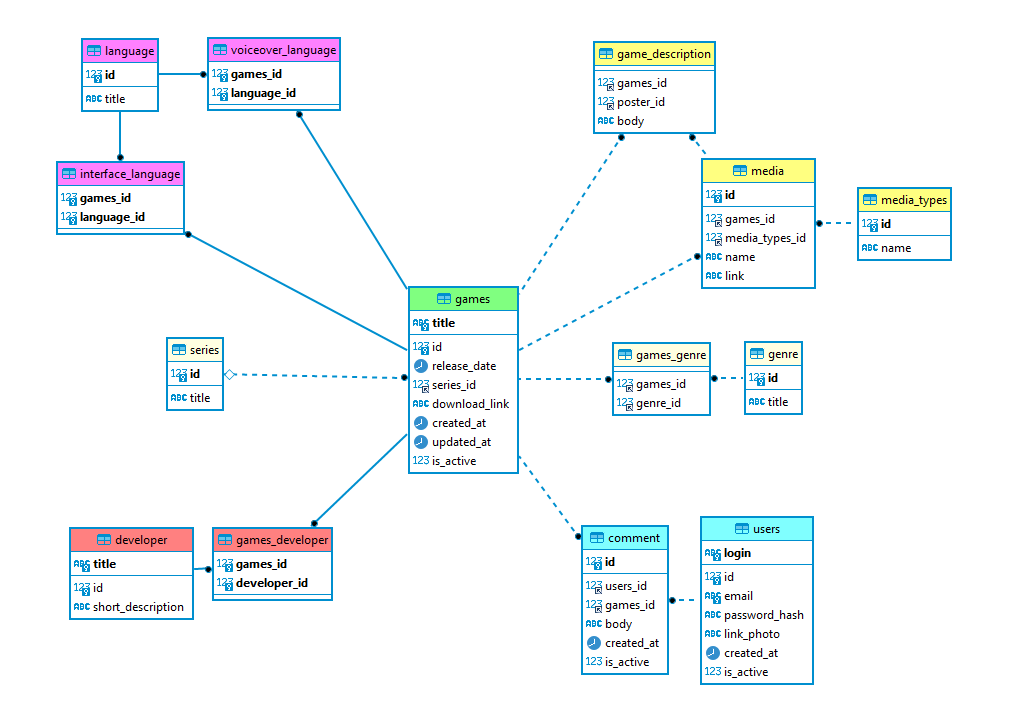 language
123 id
ABC title
voiceover_language
123 games_id
123 language_id
interface_language
123 games_id
123 language_id
game_description
123 games_id
123 poster_id
ABC body
media
123 id
123 games_id
123 media_types_id
ABC name
ABC link
media_types
123 id
ABC name
games
ABC title
123 id
release_date
123 series_id
ABC download_link
created_at
updated_at
123 is_active
series
123 id
ABC title
games_genre
123 games_id
123 genre_id
genre
123 id
ABC title
developer
ABC title
123 id
ABC short_description
games_developer
123 games_id
123 developer_id
comment
123 id
123 users_id
123 games_id
ABC body
created_at
123 is_active
users
ABC login
123 id
ABC email
ABC password_hash
ABC link_photo
created_at
123 is_active